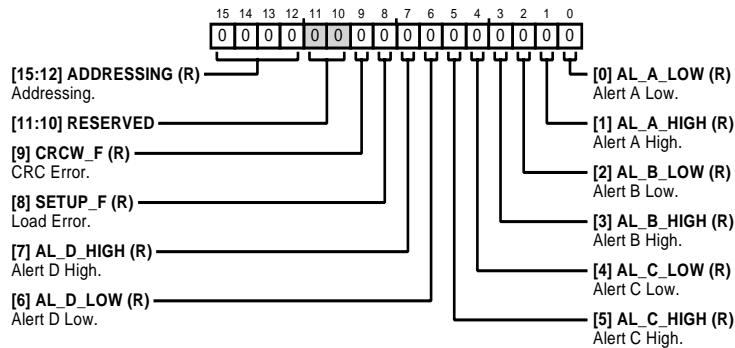 15 14 13 12 11 10 9 8 7 6 5 4 3 2 1 0
0 0 0 0 0 0 0 0 0 0 0 0 0 0 0 0
[15:12] ADDRESSING (R)
Addressing.
[11:10] RESERVED
[9] CRCW_F (R)
CRC Error.
[8] SETUP_F (R)
Load Error.
[7] AL_D_HIGH (R)
Alert D High.
[6] AL_D_LOW (R)
Alert D Low.
[0] AL_A_LOW (R)
Alert A Low.
[1] AL_A_HIGH (R)
Alert A High.
[2] AL_B_LOW (R)
Alert B Low.
[3] AL_B_HIGH (R)
Alert B High.
[4] AL_C_LOW (R)
Alert C Low.
[5] AL_C_HIGH (R)
Alert C High.